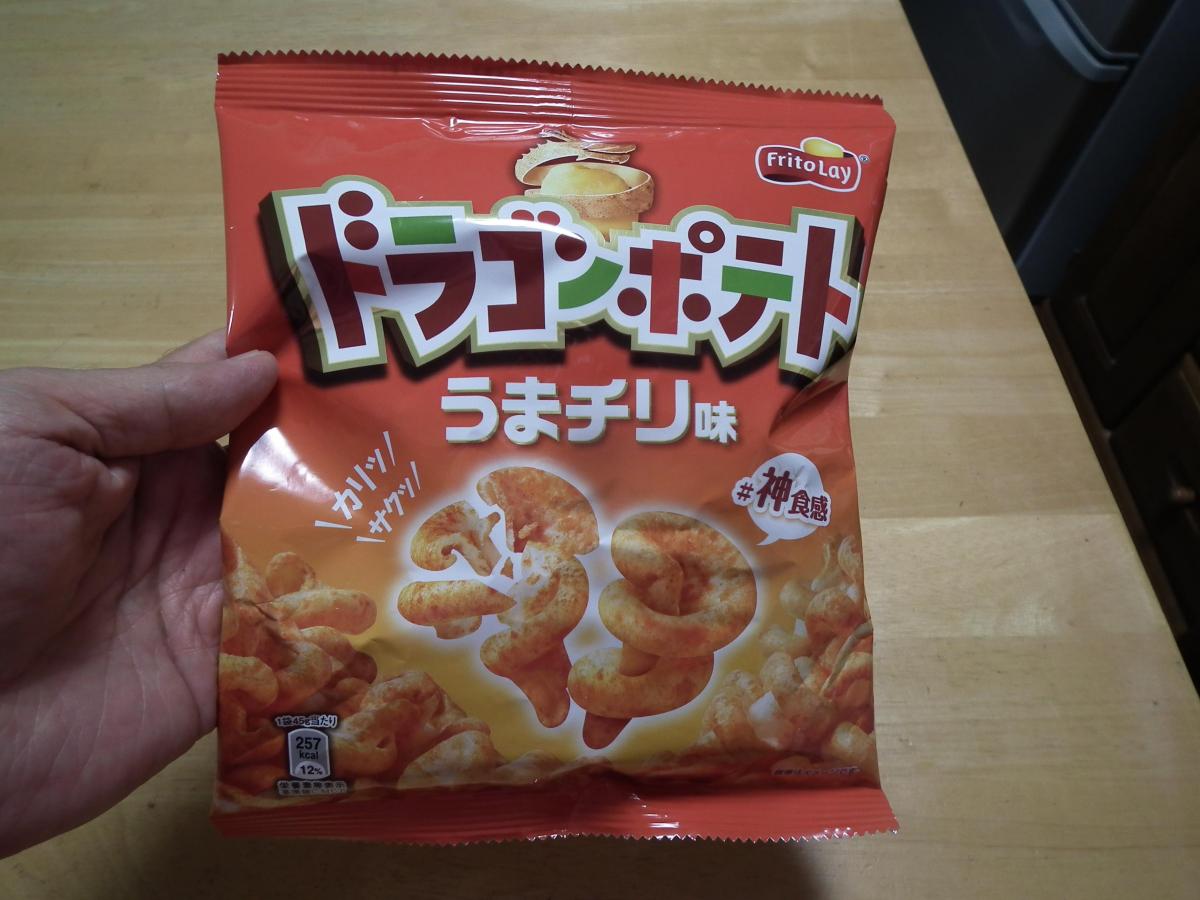 Frito Lay
ドラゴンポテト
うまチリ味
カリッ
サクッ
#神食感
1袋45g当たり
257
kcal
12%